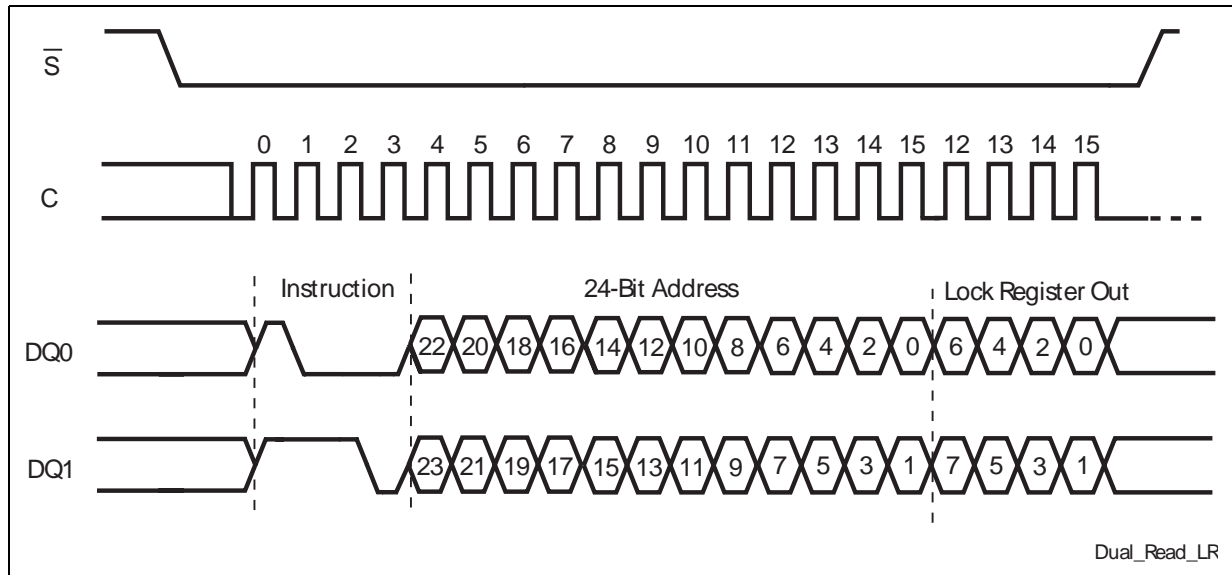 S
0 1 2 3 4 5 6 7 8 9 10 11 12 13 14 15 12 13 14 15
C
Instruction 24-Bit Address Lock Register Out
DQ0 22 20 18 16 14 12 10 8 6 4 2 0 6 4 2 0
DQ1 23 21 19 17 15 13 11 9 7 5 3 1 7 5 3 1
Dual_Read_LR